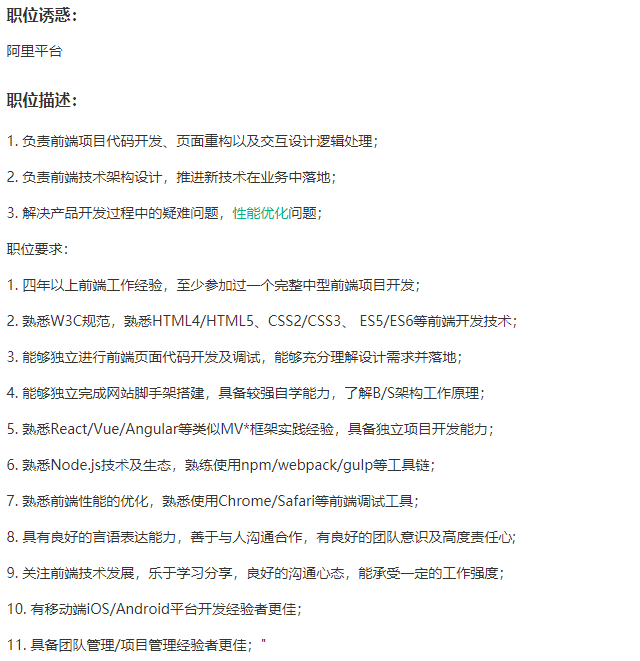 职位诱惑：
阿里平台
职位描述：
1. 负责前端项目代码开发、页面重构以及交互设计逻辑处理；
2. 负责前端技术架构设计，推进新技术在业务中落地；
3. 解决产品开发过程中的疑难问题，性能优化问题；
职位要求：
1. 四年以上前端工作经验，至少参加过一个完整中型前端项目开发；
2. 熟悉W3C规范，熟悉HTML4/HTML5、CSS2/CSS3、 ES5/ES6等前端开发技术；
3. 能够独立进行前端页面代码开发及调试，能够充分理解设计需求并落地；
4. 能够独立完成网站脚手架搭建，具备较强自学能力，了解B/S架构工作原理；
5. 熟悉React/Vue/Angular等类似MV*框架实践经验，具备独立项目开发能力；
6. 熟悉Node.js技术及生态，熟练使用npm/webpack/gulp等工具链；
7. 熟悉前端性能的优化，熟悉使用Chrome/Safari等前端调试工具；
8. 具有良好的言语表达能力，善于与人沟通合作，有良好的团队意识及高度责任心;
9. 关注前端技术发展，乐于学习分享，良好的沟通心态，能承受一定的工作强度；
10. 有移动端iOS/Android平台开发经验者更佳；
11. 具备团队管理/项目管理经验者更佳；"